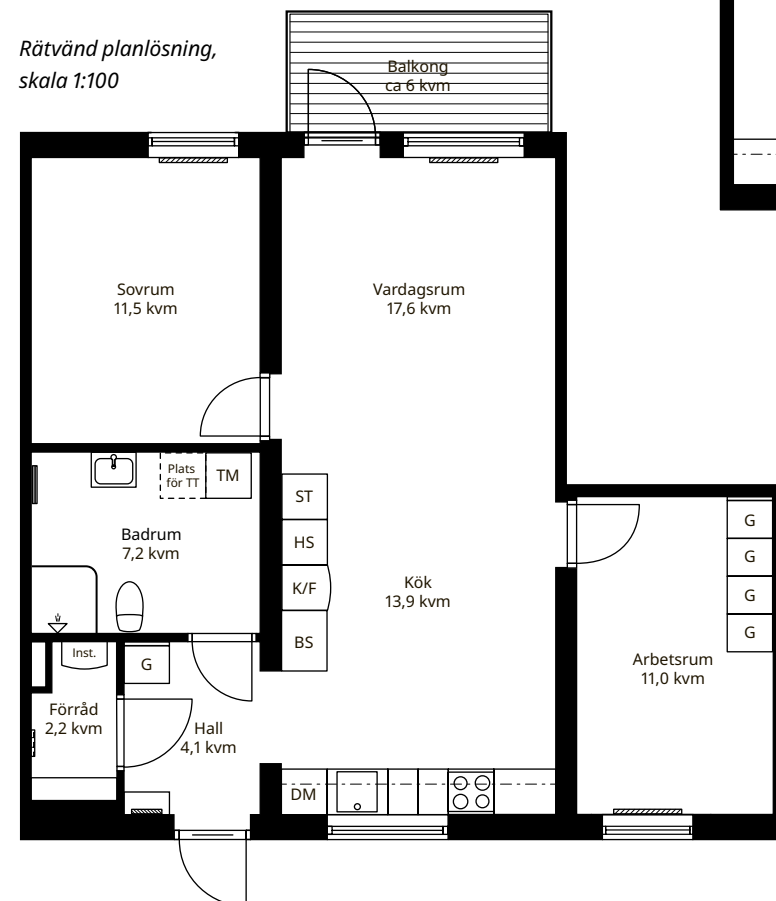 Rätvänd planlösning,
skala 1:100
Balkong
ca 6 kvm
Sovrum
11,5 kvm
Vardagsrum
17,6 kvm
Plats
för TT
TM
ST
Badrum
7,2 kvm
HS
K/F
Kök
13,9 kvm
BS
G
G
G
G
Arbetsrum
11,0 kvm
Inst.
G
Förråd
2,2 kvm
Hall
4,1 kvm
DM